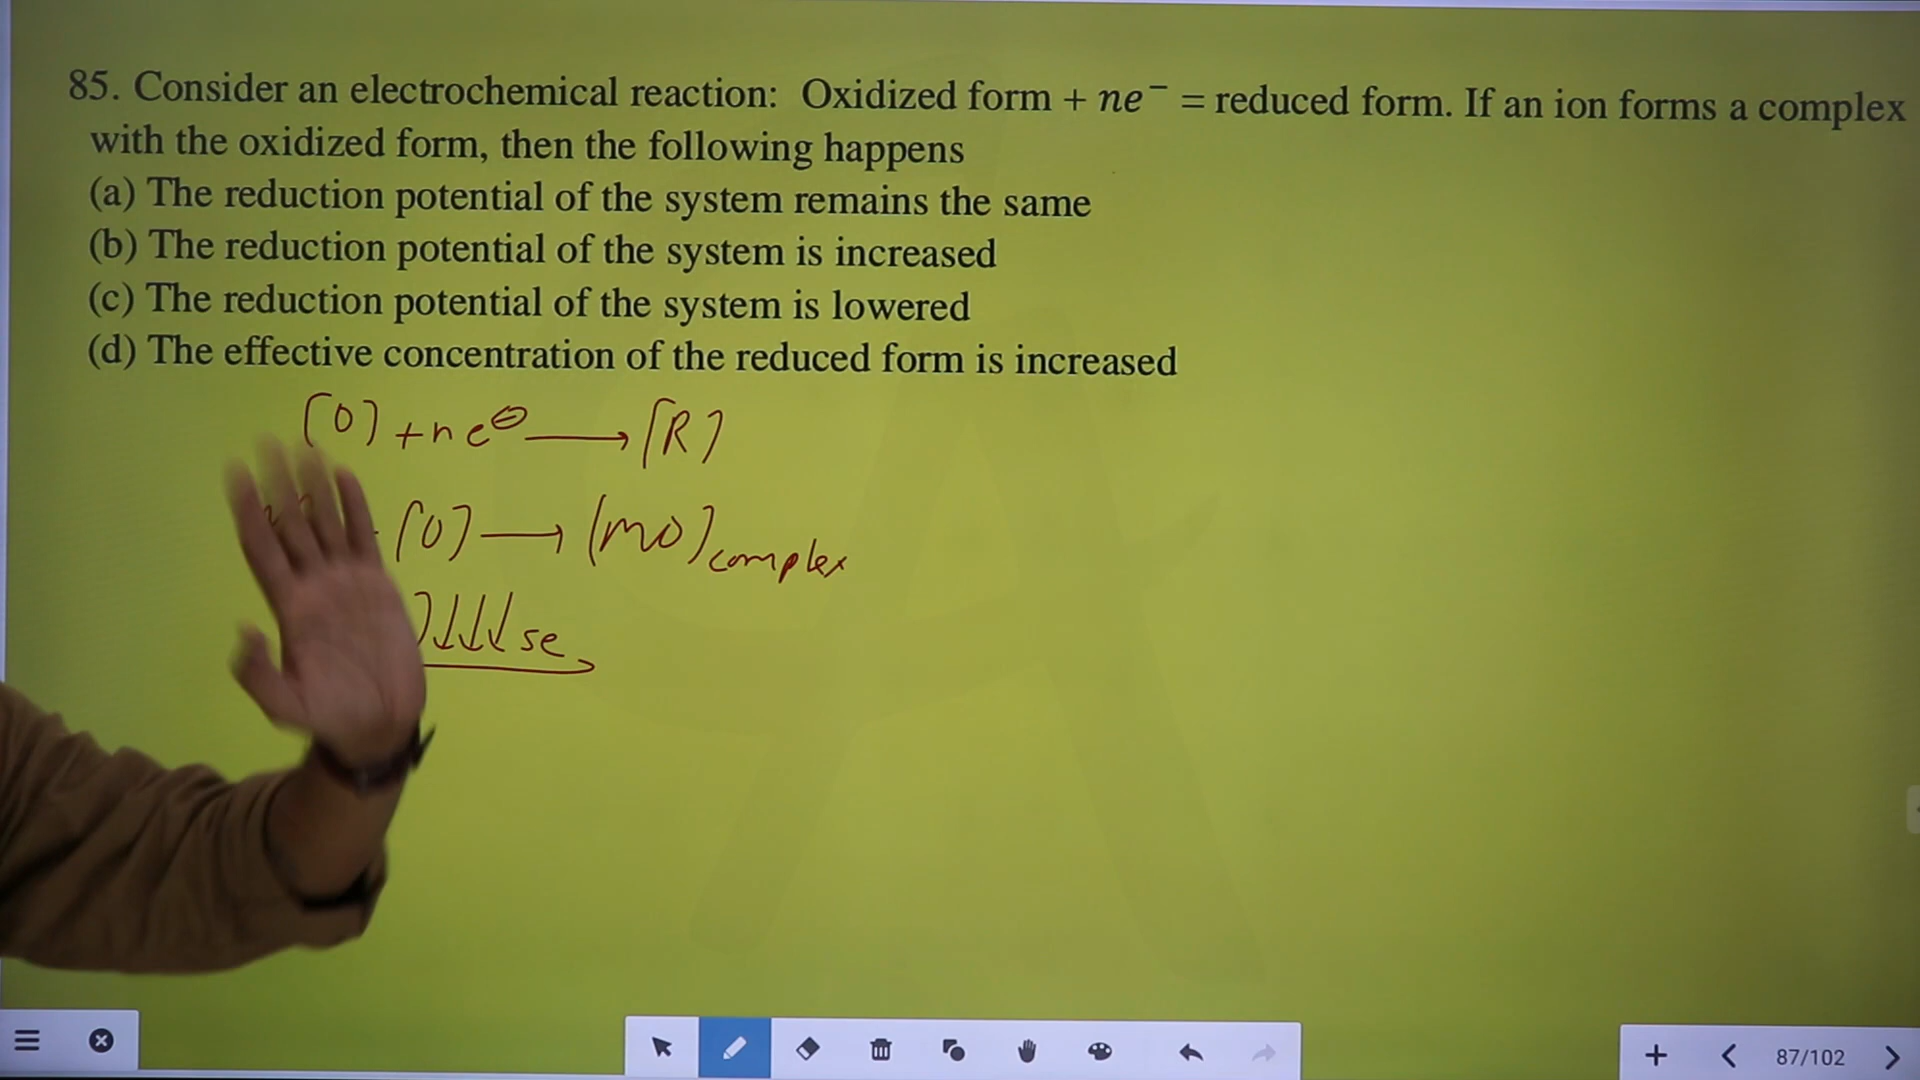 85. Consider an electrochemical reaction: Oxidized form + ne⁻ = reduced form. If an ion forms a complex
with the oxidized form, then the following happens
(a) The reduction potential of the system remains the same
(b) The reduction potential of the system is increased
(c) The reduction potential of the system is lowered
(d) The effective concentration of the reduced form is increased
[O] + ne⊖ → [R]
[O] → [MO] complex
]↓↓↓se
87/102